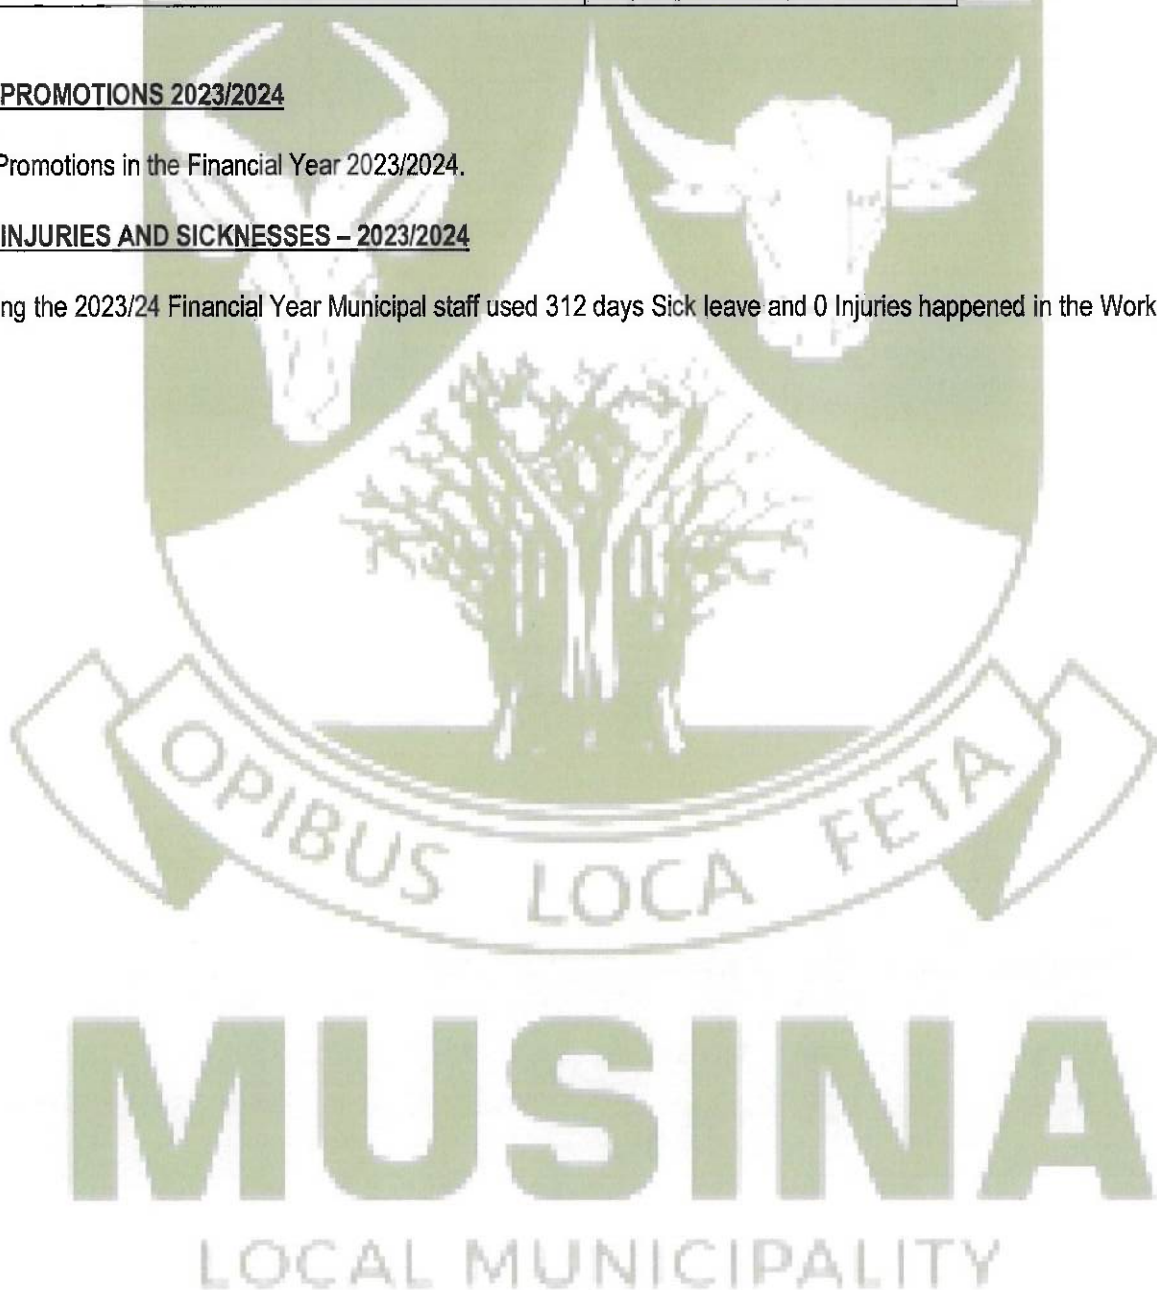 PROMOTIONS 2023/2024
Promotions in the Financial Year 2023/2024.
INJURIES AND SICKNESSES – 2023/2024
ng the 2023/24 Financial Year Municipal staff used 312 days Sick leave and 0 Injuries happened in the Work
OPIBUS LOCA FETA
MUSINA
LOCAL MUNICIPALITY